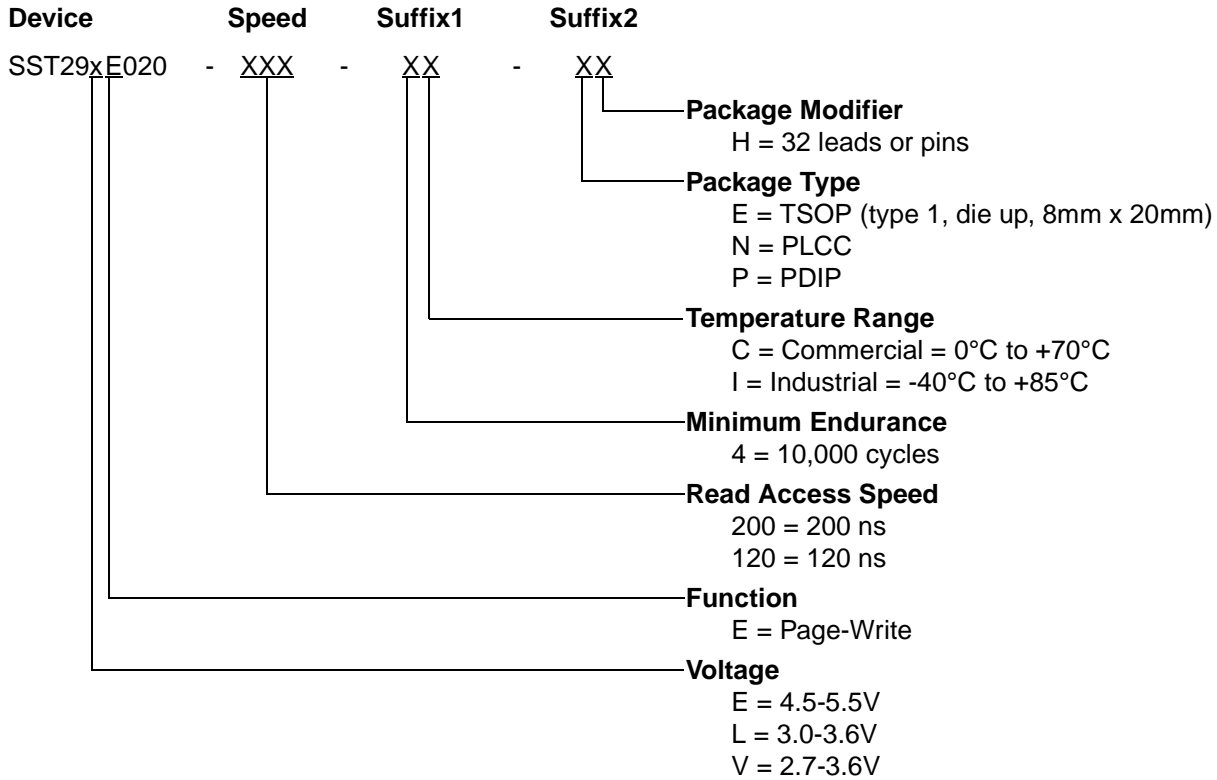 Device Speed Suffix1 Suffix2
SST29xE020 - XXX - XX - XX
Package Modifier
H = 32 leads or pins
Package Type
E = TSOP (type 1, die up, 8mm x 20mm)
N = PLCC
P = PDIP
Temperature Range
C = Commercial = 0°C to +70°C
I = Industrial = -40°C to +85°C
Minimum Endurance
4 = 10,000 cycles
Read Access Speed
200 = 200 ns
120 = 120 ns
Function
E = Page-Write
Voltage
E = 4.5-5.5V
L = 3.0-3.6V
V = 2.7-3.6V